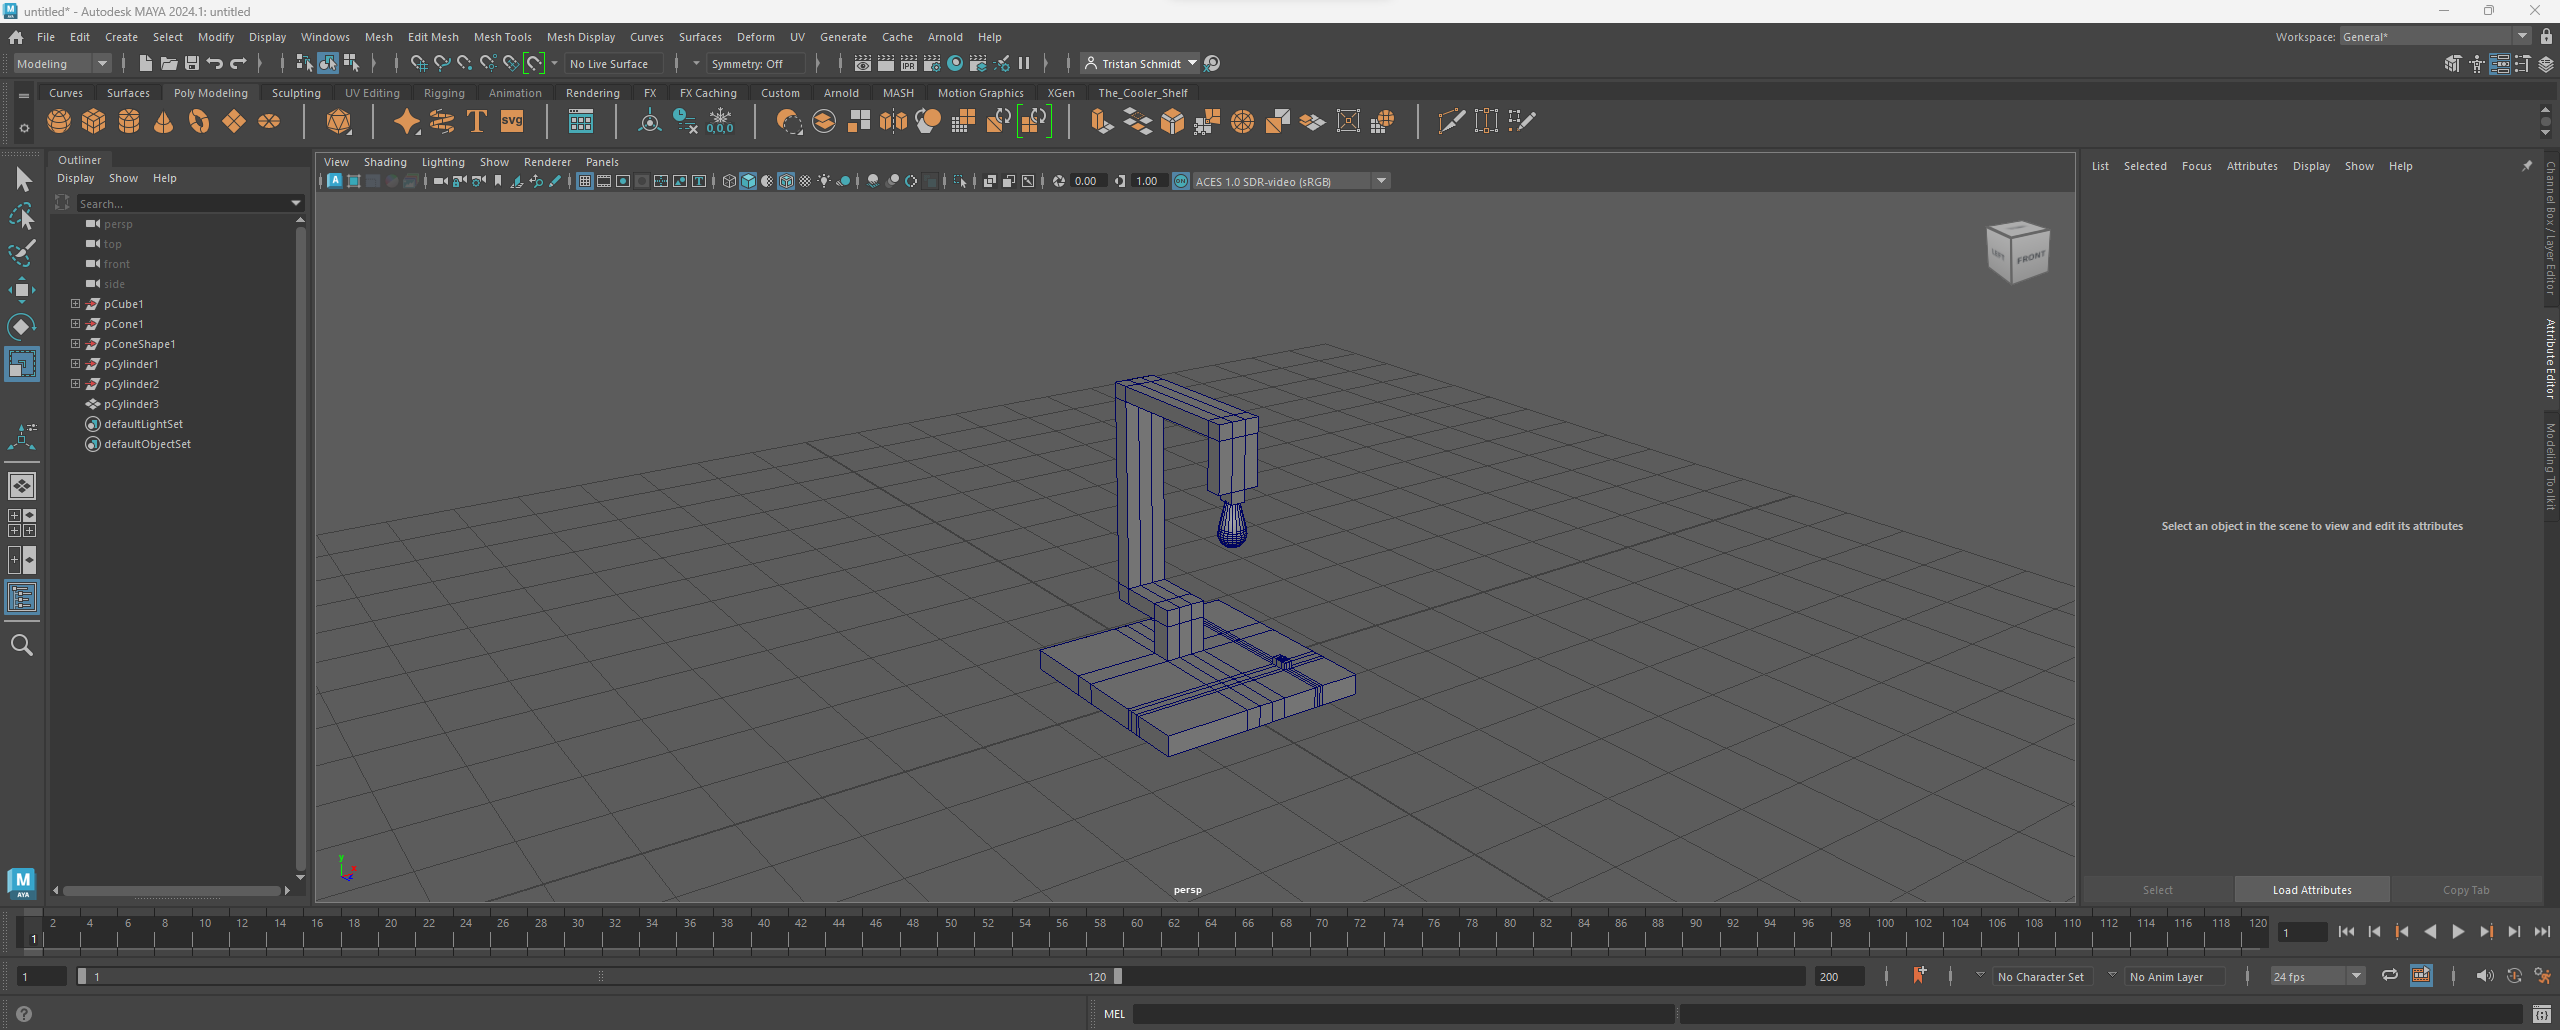 untitled* - Autodesk MAYA 2024.1: untitled
File Edit Create Select Modify Display Windows Mesh Edit Mesh Mesh Tools Mesh Display Curves Surfaces Deform UV Generate Cache Arnold Help Workspace: General*
Modeling No Live Surface Symmetry: Off IPR Tristan Schmidt
Curves Surfaces Poly Modeling Sculpting UV Editing Rigging Animation Rendering FX FX Caching Custom Arnold MASH Motion Graphics XGen The_Cooler_Shelf
T svg 0,0,0
Outliner
Display Show Help
Search...
persp
top
front
side
pCube1
pCone1
pConeShape1
pCylinder1
pCylinder2
pCylinder3
defaultLightSet
defaultObjectSet
View Shading Lighting Show Renderer Panels
0.00 1.00 ON ACES 1.0 SDR-video (sRGB)
LEFT FRONT
y
persp
List Selected Focus Attributes Display Show Help
Select an object in the scene to view and edit its attributes
Select Load Attributes Copy Tab
Channel Box / Layer Editor
Attribute Editor
Modeling Toolkit
M
AYA
2 4 6 8 10 12 14 16 18 20 22 24 26 28 30 32 34 36 38 40 42 44 46 48 50 52 54 56 58 60 62 64 66 68 70 72 74 76 78 80 82 84 86 88 90 92 94 96 98 100 102 104 106 108 110 112 114 116 118 120
1 1
1 1 120 200 No Character Set No Anim Layer 24 fps
MEL